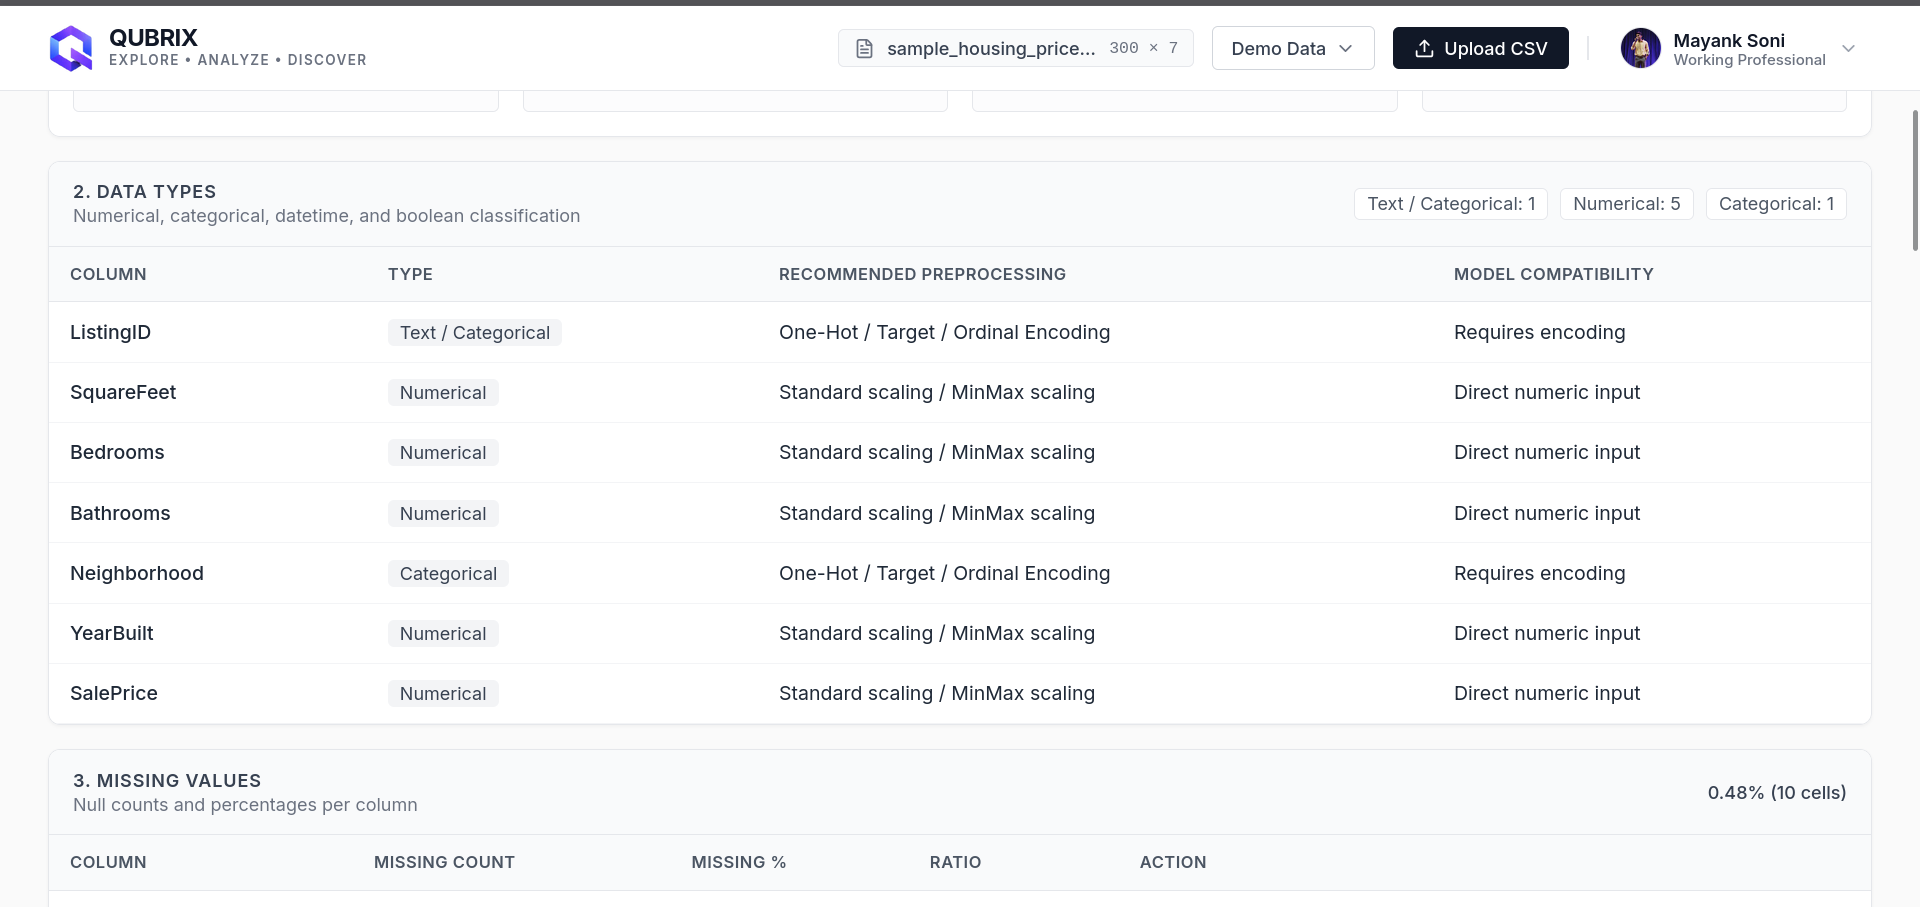 QUBRIX
EXPLORE • ANALYZE • DISCOVER
sample_housing_price... 300 × 7
Demo Data
Upload CSV
Mayank Soni
Working Professional
2. DATA TYPES
Numerical, categorical, datetime, and boolean classification
Text / Categorical: 1 Numerical: 5 Categorical: 1
COLUMN TYPE RECOMMENDED PREPROCESSING MODEL COMPATIBILITY
ListingID Text / Categorical One-Hot / Target / Ordinal Encoding Requires encoding
SquareFeet Numerical Standard scaling / MinMax scaling Direct numeric input
Bedrooms Numerical Standard scaling / MinMax scaling Direct numeric input
Bathrooms Numerical Standard scaling / MinMax scaling Direct numeric input
Neighborhood Categorical One-Hot / Target / Ordinal Encoding Requires encoding
YearBuilt Numerical Standard scaling / MinMax scaling Direct numeric input
SalePrice Numerical Standard scaling / MinMax scaling Direct numeric input
3. MISSING VALUES
Null counts and percentages per column
0.48% (10 cells)
COLUMN MISSING COUNT MISSING % RATIO ACTION